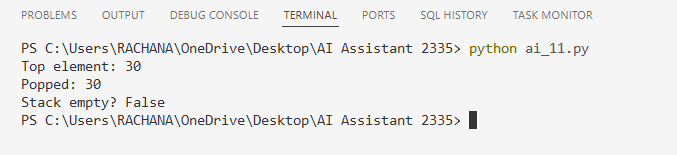 PROBLEMS OUTPUT DEBUG CONSOLE TERMINAL PORTS SQL HISTORY TASK MONITOR
PS C:\Users\RACHANA\OneDrive\Desktop\AI Assistant 2335> python ai_11.py
Top element: 30
Popped: 30
Stack empty? False
PS C:\Users\RACHANA\OneDrive\Desktop\AI Assistant 2335>